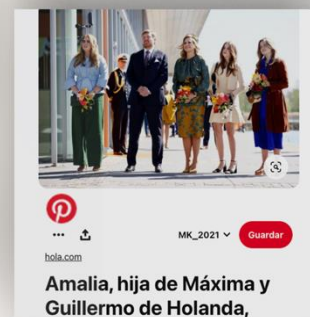 MK_2021
Guardar
hola.com
Amalia, hija de Máxima y
Guillermo de Holanda,